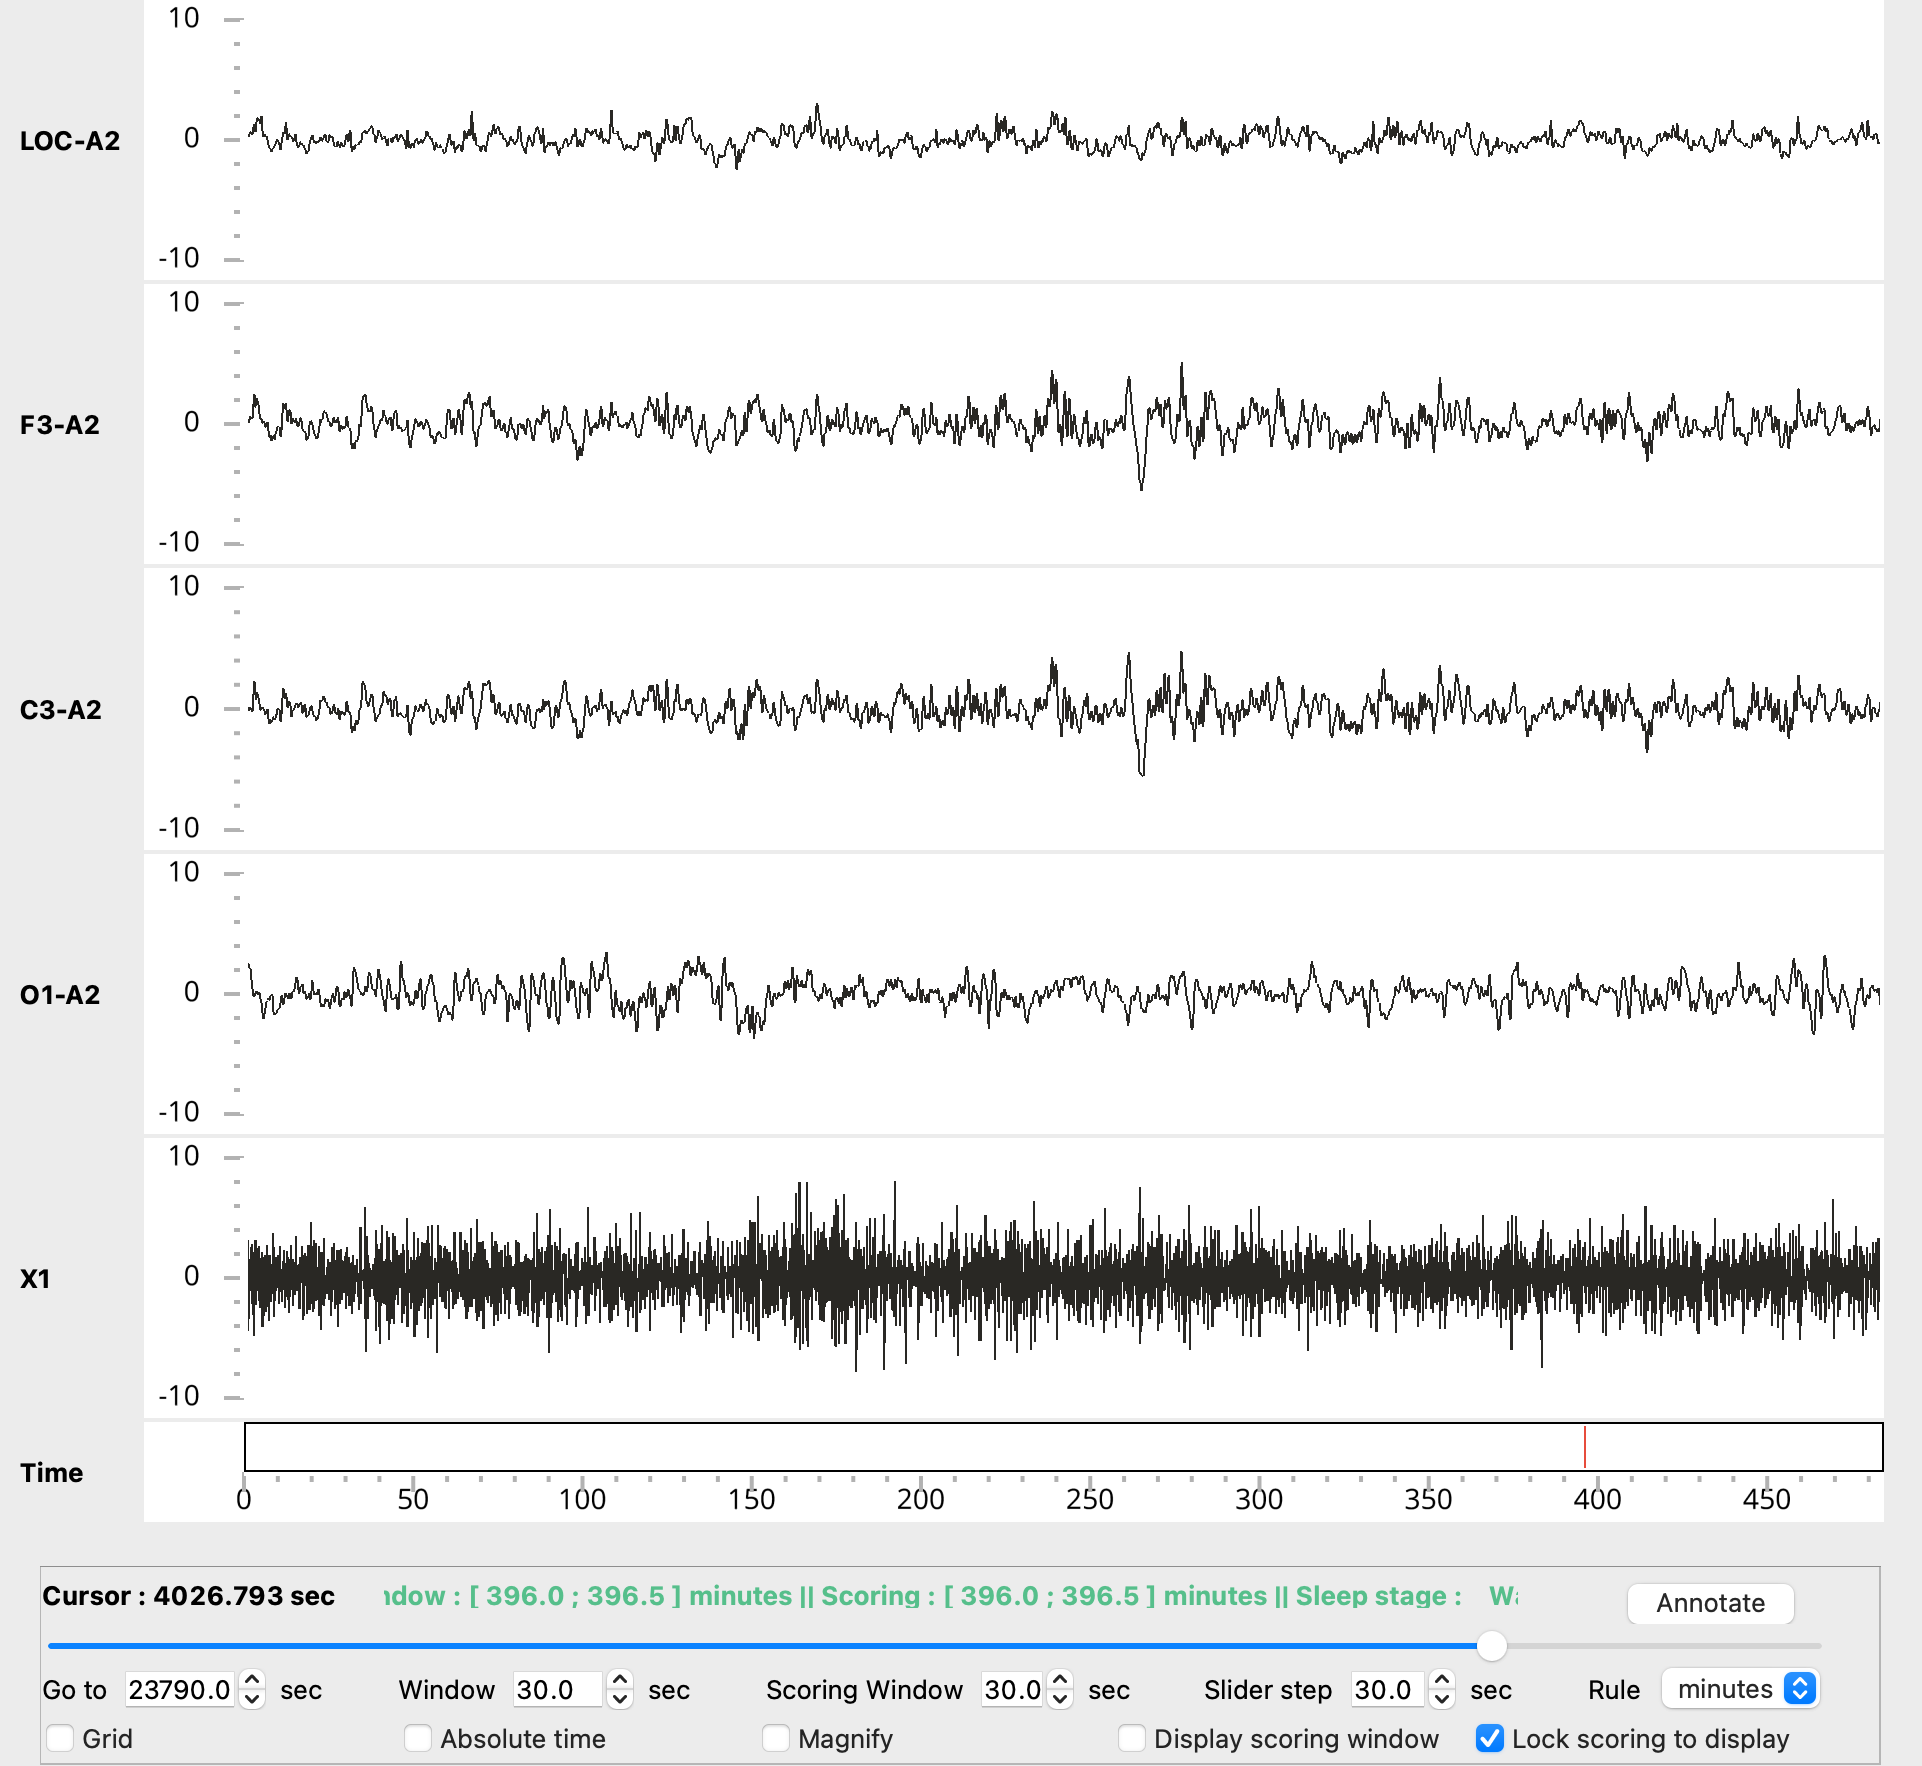 10
LOC-A2
0
-10
10
F3-A2
0
-10
10
C3-A2
0
-10
10
O1-A2
0
-10
10
X1
0
-10
Time
0 50 100 150 200 250 300 350 400 450
Cursor : 4026.793 sec ndow : [ 396.0 ; 396.5 ] minutes || Scoring : [ 396.0 ; 396.5 ] minutes || Sleep stage : Wa Annotate
Go to 23790.0 sec Window 30.0 sec Scoring Window 30.0 sec Slider step 30.0 sec Rule minutes
Grid Absolute time Magnify Display scoring window Lock scoring to display